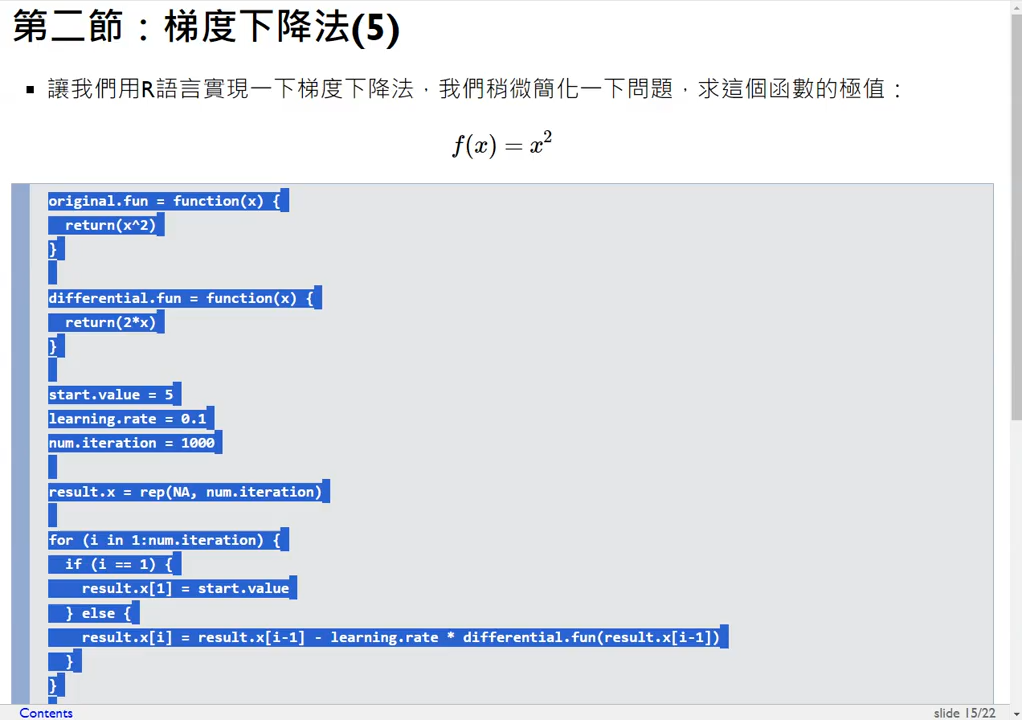 第二節：梯度下降法(5)
讓我們用R語言實現一下梯度下降法，我們稍微簡化一下問題，求這個函數的極值：
f(x) = x²
original.fun = function(x) {
  return(x^2)
}
differential.fun = function(x) {
  return(2*x)
}
start.value = 5
learning.rate = 0.1
num.iteration = 1000
result.x = rep(NA, num.iteration)
for (i in 1:num.iteration) {
  if (i == 1) {
    result.x[1] = start.value
  } else {
    result.x[i] = result.x[i-1] - learning.rate * differential.fun(result.x[i-1])
  }
}
Contents
slide 15/22